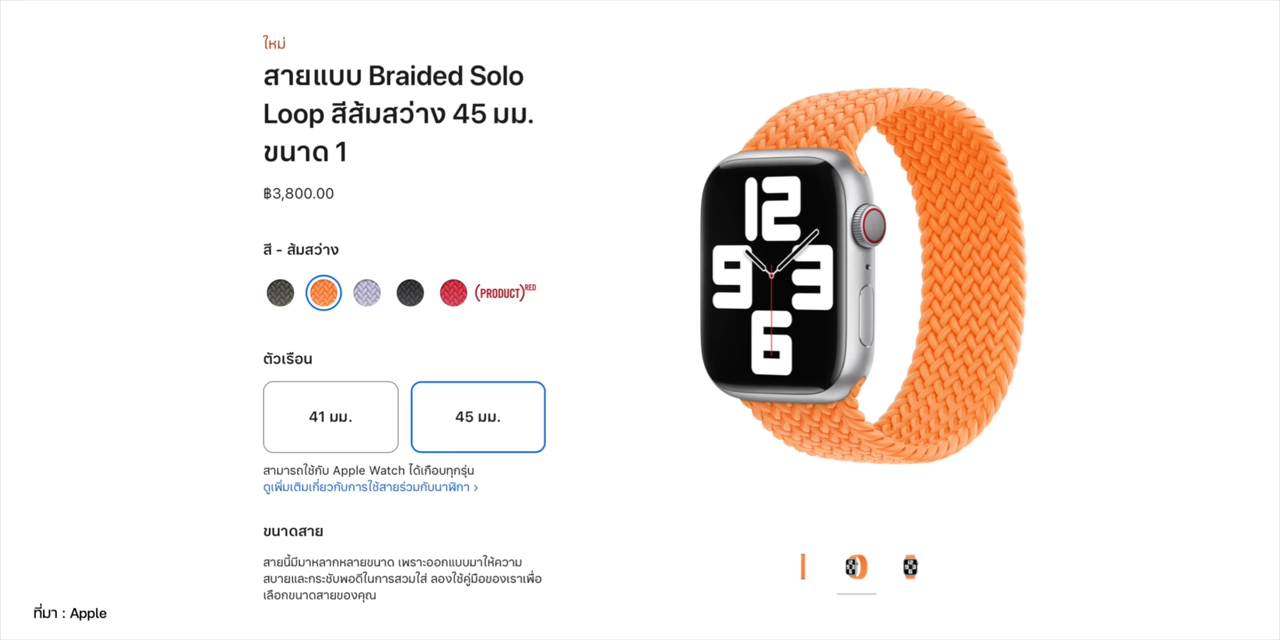 ใหม่
สายแบบ Braided Solo
Loop สีส้มสว่าง 45 มม.
ขนาด 1
฿3,800.00
สี - ส้มสว่าง
(PRODUCT)RED
ตัวเรือน
41 มม.
45 มม.
สามารถใช้กับ Apple Watch ได้เกือบทุกรุ่น
ดูเพิ่มเติมเกี่ยวกับการใช้สายร่วมกับนาฬิกา >
ขนาดสาย
สายนี้มีมาหลากหลายขนาด เพราะออกแบบมาให้ความ
สบายและกระชับพอดีในการสวมใส่ ลองใช้คู่มือของเราเพื่อ
เลือกขนาดสายของคุณ
ที่มา : Apple
12
9
3
6